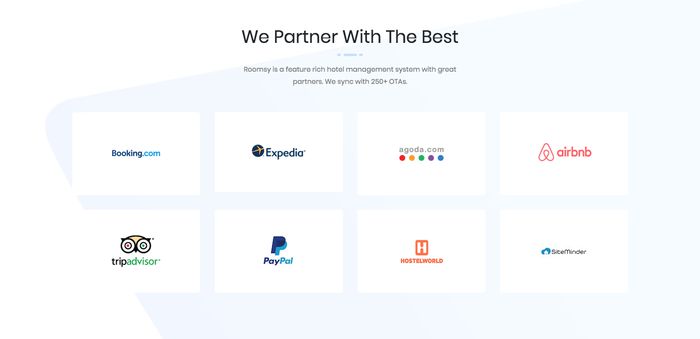 We Partner With The Best
Roomsy is a feature rich hotel management system with great
partners. We sync with 250+ OTAs.
Booking.com
Expedia
agoda.com
airbnb
tripadvisor
PayPal
H
HOSTELWORLD
SiteMinder